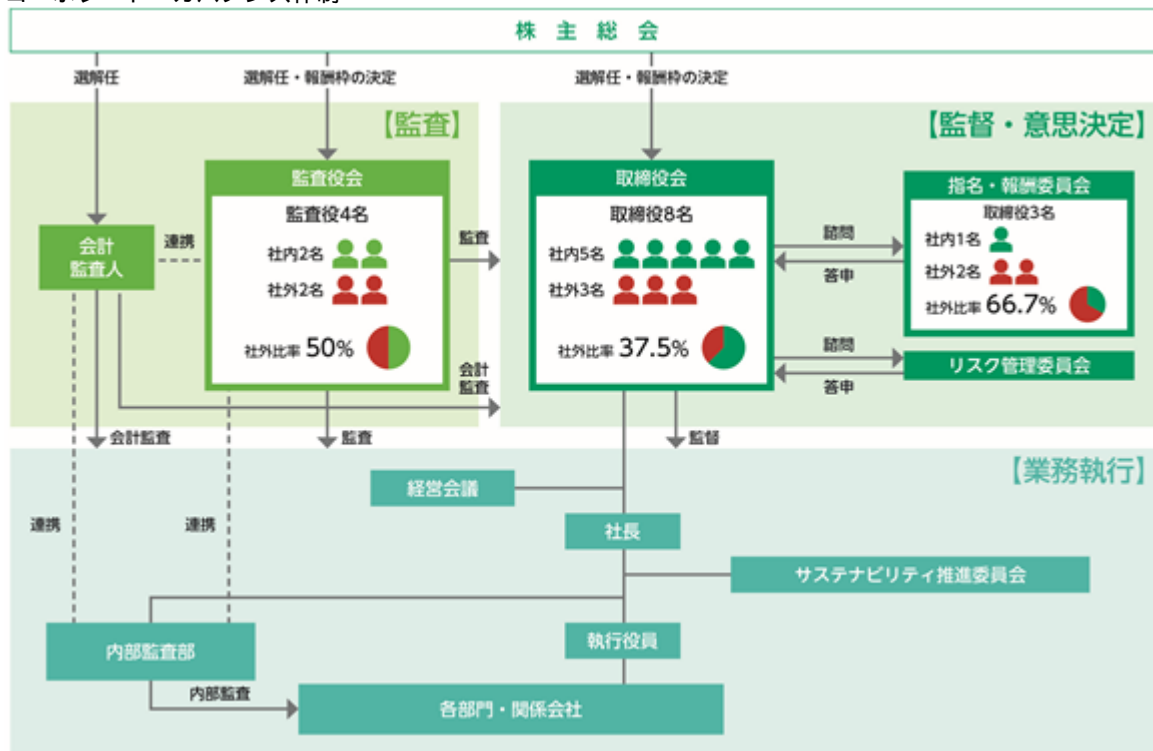 株主総会
選解任
選解任・報酬枠の決定
選解任・報酬枠の決定
【監査】
【監督・意思決定】
監査役会
監査役4名
社内2名
社外2名
社外比率 50%
取締役会
取締役8名
社内5名
社外3名
社外比率 37.5%
指名・報酬委員会
取締役3名
社内1名
社外2名
社外比率 66.7%
会計
監査人
連携
監査
諮問
答申
諮問
答申
リスク管理委員会
会計
監査
会計監査
監査
監督
【業務執行】
経営会議
社長
連携
連携
サステナビリティ推進委員会
内部監査部
執行役員
内部監査
各部門・関係会社